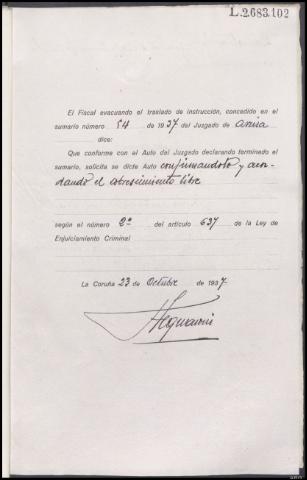 L.2683.102
El Fiscal evacuando el traslado de instrucción, concedido en el
sumario número 54 de 1937 del Juzgado de Arzúa
dice:
Que conforme con el Auto del Juzgado declarando terminado el
sumario, solicita se dicte Auto confirmandolo y acor-
dando el sobreseimiento libre
según el número 2º del artículo 637 de la Ley de
Enjuiciamiento Criminal
La Coruña 23 de Octubre de 1937